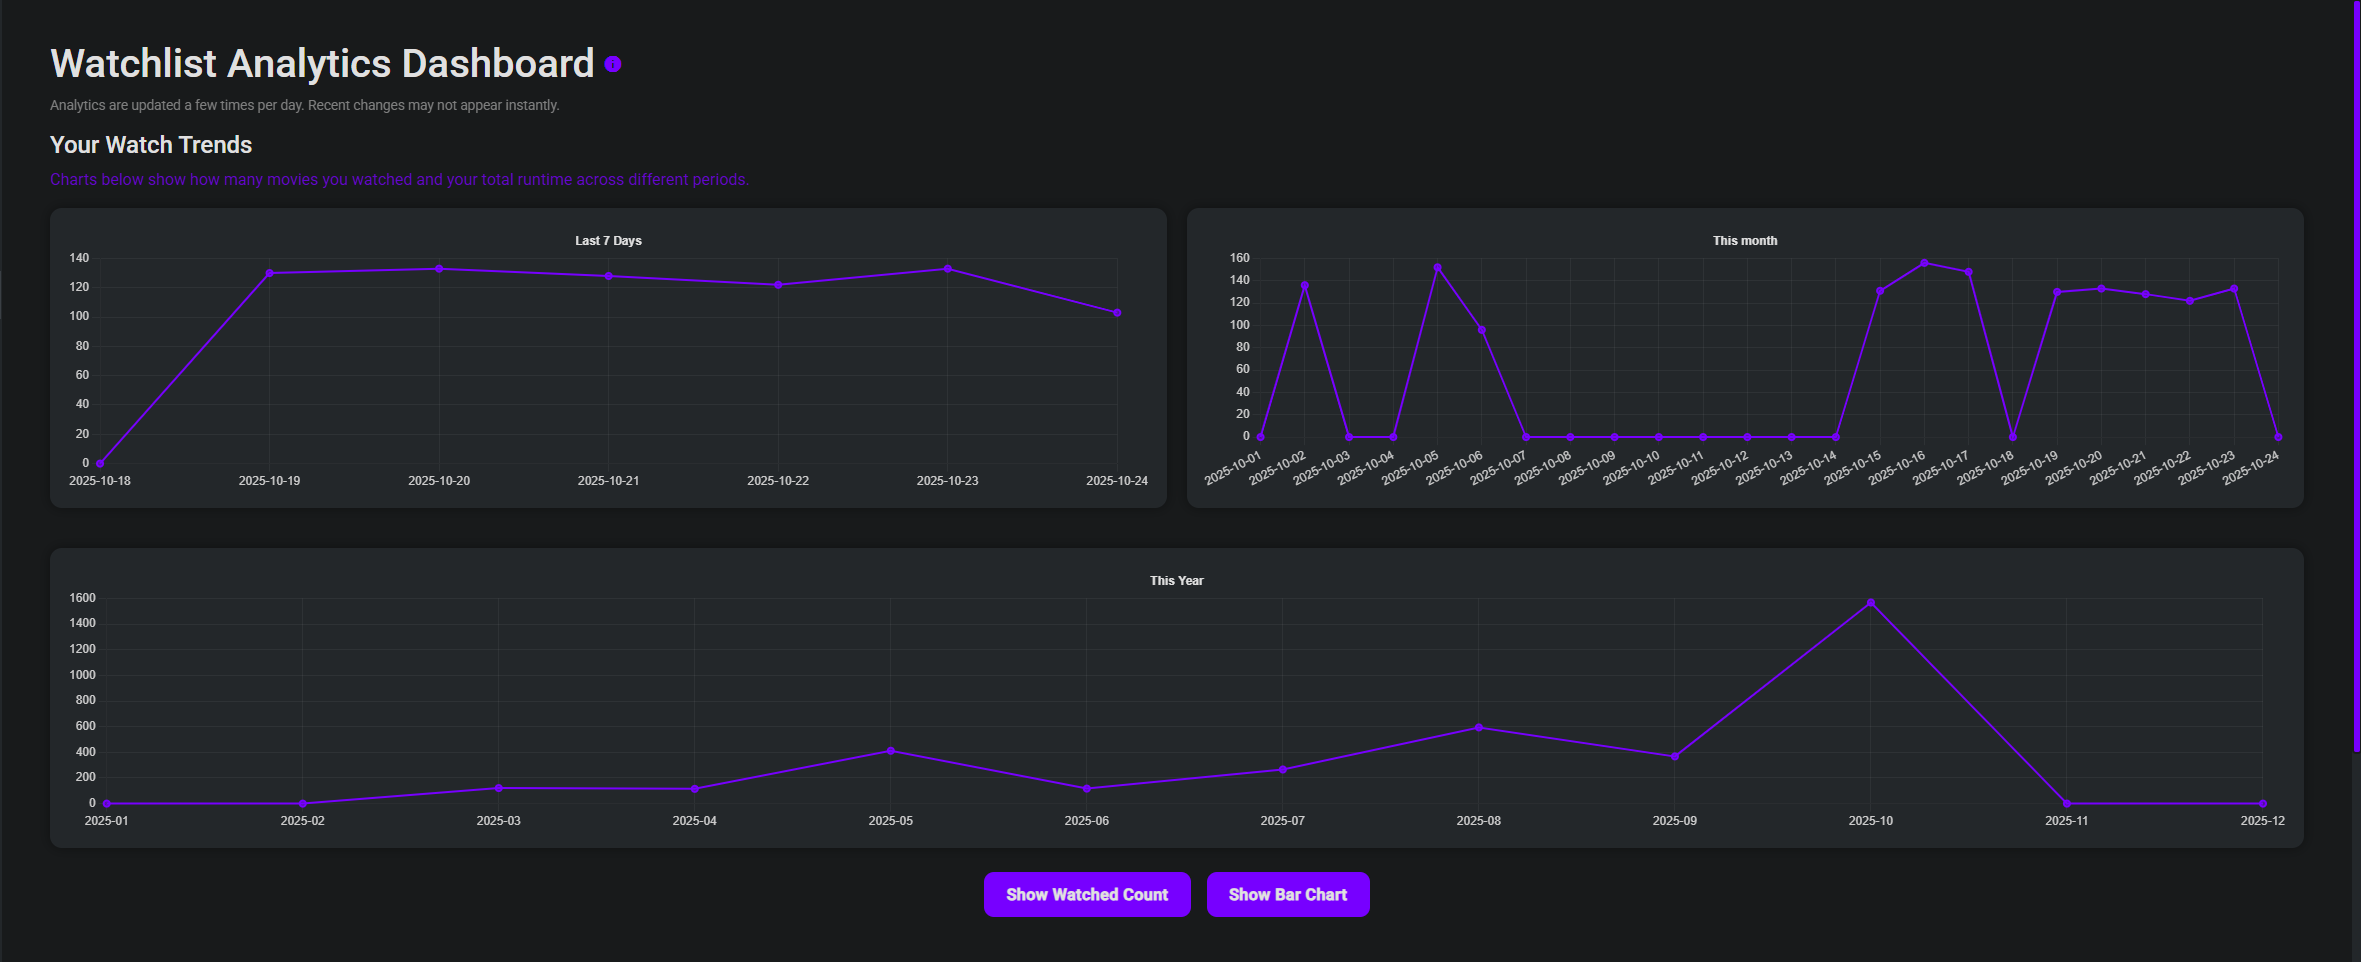 Watchlist Analytics Dashboard
Analytics are updated a few times per day. Recent changes may not appear instantly.
Your Watch Trends
Charts below show how many movies you watched and your total runtime across different periods.
Last 7 Days
140
120
100
80
60
40
20
0
2025-10-18 2025-10-19 2025-10-20 2025-10-21 2025-10-22 2025-10-23 2025-10-24
This month
160
140
120
100
80
60
40
20
0
2025-10-01 2025-10-02 2025-10-03 2025-10-04 2025-10-05 2025-10-06 2025-10-07 2025-10-08 2025-10-09 2025-10-10 2025-10-11 2025-10-12 2025-10-13 2025-10-14 2025-10-15 2025-10-16 2025-10-17 2025-10-18 2025-10-19 2025-10-20 2025-10-21 2025-10-22 2025-10-23 2025-10-24
This Year
1600
1400
1200
1000
800
600
400
200
0
2025-01 2025-02 2025-03 2025-04 2025-05 2025-06 2025-07 2025-08 2025-09 2025-10 2025-11 2025-12
Show Watched Count Show Bar Chart